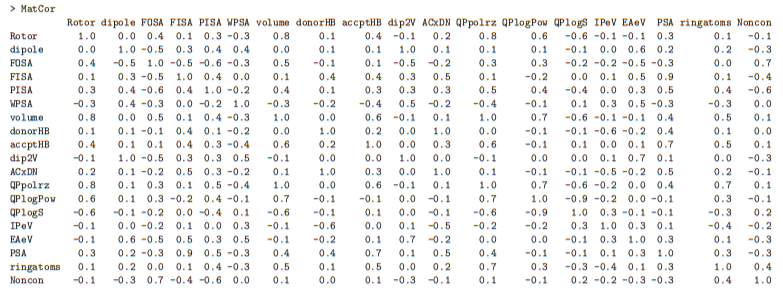 > MatCor
Rotor dipole FOSA FISA PISA WPSA volume donorHB accptHB dip2V ACxDN QPpolrz QPlogPow QPlogS IPeV EAeV PSA ringatoms Noncon
Rotor 1.0 0.0 0.4 0.1 0.3 -0.3 0.8 0.1 0.4 -0.1 0.2 0.8 0.6 -0.6 -0.1 -0.1 0.3 0.1 -0.1
dipole 0.0 1.0 -0.5 0.3 0.4 0.4 0.0 0.1 0.1 1.0 0.1 0.1 0.1 -0.1 0.0 0.6 0.2 0.2 -0.3
FOSA 0.4 -0.5 1.0 -0.5 -0.6 -0.3 0.5 -0.1 0.1 -0.5 -0.2 0.3 0.3 -0.2 -0.2 -0.5 -0.3 0.0 0.7
FISA 0.1 0.3 -0.5 1.0 0.4 0.0 0.1 0.4 0.4 0.3 0.5 0.1 -0.2 0.0 0.1 0.5 0.9 0.1 -0.4
PISA 0.3 0.4 -0.6 0.4 1.0 -0.2 0.4 0.1 0.3 0.3 0.3 0.5 0.4 -0.4 0.0 0.3 0.5 0.4 -0.6
WPSA -0.3 0.4 -0.3 0.0 -0.2 1.0 -0.3 -0.2 -0.4 0.5 -0.2 -0.4 -0.1 0.1 0.3 0.5 -0.3 -0.3 0.0
volume 0.8 0.0 0.5 0.1 0.4 -0.3 1.0 0.0 0.6 -0.1 0.1 1.0 0.7 -0.6 -0.1 -0.1 0.4 0.5 0.1
donorHB 0.1 0.1 -0.1 0.4 0.1 -0.2 0.0 1.0 0.2 0.0 1.0 0.0 -0.1 -0.1 -0.6 -0.2 0.4 0.1 0.0
accptHB 0.4 0.1 0.1 0.4 0.3 -0.4 0.6 0.2 1.0 0.0 0.3 0.6 -0.1 0.1 0.0 0.1 0.7 0.5 0.1
dip2V -0.1 1.0 -0.5 0.3 0.3 0.5 -0.1 0.0 0.0 1.0 0.0 -0.1 0.0 0.0 0.1 0.7 0.1 0.0 -0.3
ACxDN 0.2 0.1 -0.2 0.5 0.3 -0.2 0.1 1.0 0.3 0.0 1.0 0.1 -0.1 -0.1 -0.5 -0.2 0.5 0.2 -0.1
QPpolrz 0.8 0.1 0.3 0.1 0.5 -0.4 1.0 0.0 0.6 -0.1 0.1 1.0 0.7 -0.6 -0.2 0.0 0.4 0.7 0.1
QPlogPow 0.6 0.1 0.3 -0.2 0.4 -0.1 0.7 -0.1 -0.1 0.0 -0.1 0.7 1.0 -0.9 -0.2 0.0 -0.1 0.3 0.1
QPlogS -0.6 -0.1 -0.2 0.0 -0.4 0.1 -0.6 -0.1 0.1 0.0 -0.1 -0.6 -0.9 1.0 0.3 -0.1 -0.1 -0.3 0.2
IPeV -0.1 0.0 -0.2 0.1 0.0 0.3 -0.1 -0.6 0.0 0.1 -0.5 -0.2 -0.2 0.3 1.0 0.3 0.1 -0.4 -0.2
EAeV -0.1 0.6 -0.5 0.5 0.3 0.5 -0.1 -0.2 0.1 0.7 -0.2 0.0 0.0 -0.1 0.3 1.0 0.3 0.1 -0.3
PSA 0.3 0.2 -0.3 0.9 0.5 -0.3 0.4 0.4 0.7 0.1 0.5 0.4 -0.1 -0.1 0.1 0.3 1.0 0.3 -0.3
ringatoms 0.1 0.2 0.0 0.1 0.4 -0.3 0.5 0.1 0.5 0.0 0.2 0.7 0.3 -0.3 -0.4 0.1 0.3 1.0 0.4
Noncon -0.1 -0.3 0.7 -0.4 -0.6 0.0 0.1 0.0 0.1 -0.3 -0.1 0.1 0.1 0.2 -0.2 -0.3 -0.3 0.4 1.0